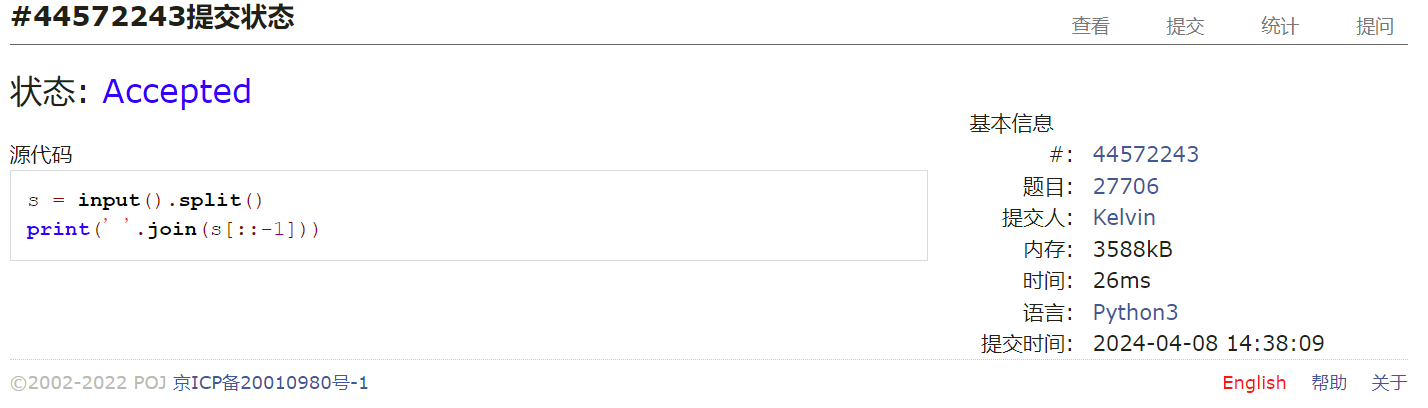 #44572243提交状态
查看 提交 统计 提问
状态: Accepted
源代码
s = input().split()
print(' '.join(s[::-1]))
基本信息
#: 44572243
题目: 27706
提交人: Kelvin
内存: 3588kB
时间: 26ms
语言: Python3
提交时间: 2024-04-08 14:38:09
©2002-2022 POJ 京ICP备20010980号-1
English 帮助 关于